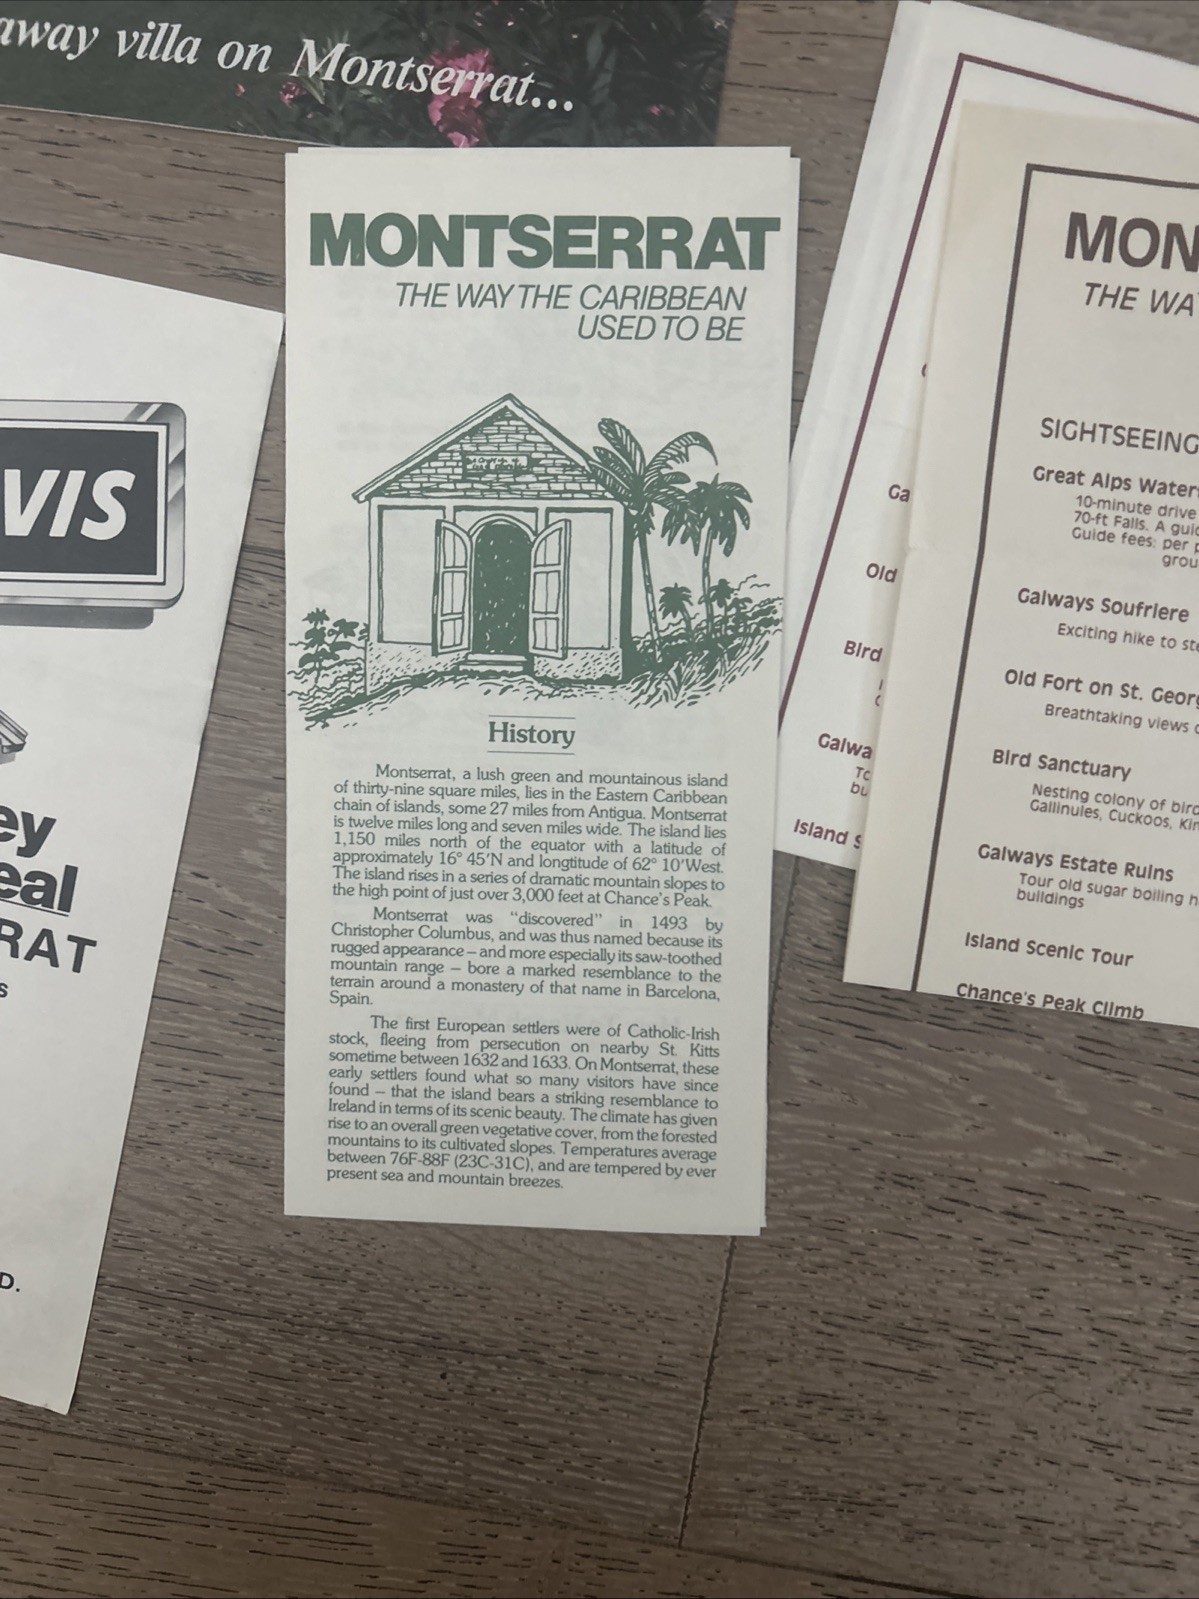 away villa on Montserrat...
MONTSERRAT
THE WAY THE CARIBBEAN
USED TO BE
History
Montserrat, a lush green and mountainous island
of thirty-nine square miles, lies in the Eastern Caribbean
chain of islands, some 27 miles from Antigua. Montserrat
is twelve miles long and seven miles wide. The island lies
1,150 miles north of the equator with a latitude of
approximately 16° 45'N and longtitude of 62° 10'West.
The island rises in a series of dramatic mountain slopes to
the high point of just over 3,000 feet at Chance's Peak.
Montserrat was "discovered" in 1493 by
Christopher Columbus, and was thus named because its
rugged appearance – and more especially its saw-toothed
mountain range – bore a marked resemblance to the
terrain around a monastery of that name in Barcelona,
Spain.
The first European settlers were of Catholic-Irish
stock, fleeing from persecution on nearby St. Kitts
sometime between 1632 and 1633. On Montserrat, these
early settlers found what so many visitors have since
found – that the island bears a striking resemblance to
Ireland in terms of its scenic beauty. The climate has given
rise to an overall green vegetative cover, from the forested
mountains to its cultivated slopes. Temperatures average
between 76F-88F (23C-31C), and are tempered by ever
present sea and mountain breezes.
VIS
ey
eal
RAT
s
D.
Ga
Old
Bird
Galwa
To
bu
Island S
MON
THE WA
SIGHTSEEING
Great Alps Waters
10-minute drive
70-ft Falls. A guid
Guide fees: per p
grou
Galways Soufriere
Exciting hike to ste
Old Fort on St. Georg
Breathtaking views o
Bird Sanctuary
Nesting colony of bird
Gallinules, Cuckoos, Kin
Galways Estate Ruins
Tour old sugar boiling h
buildings
Island Scenic Tour
Chance's Peak Climb